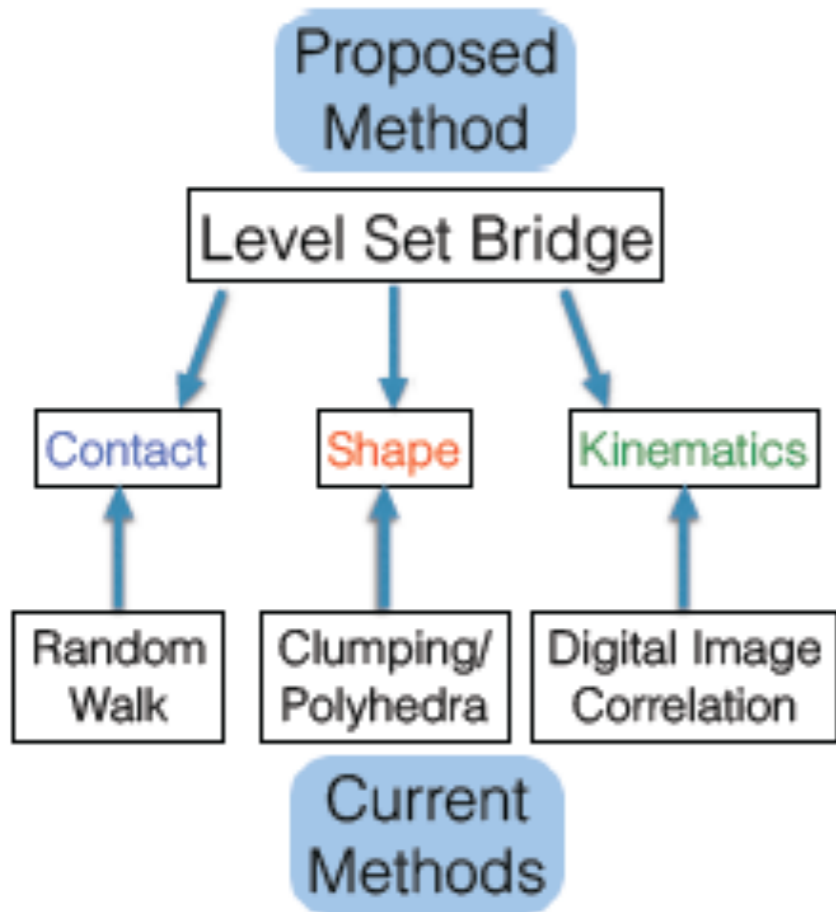 Proposed
Method
Level Set Bridge
Contact
Shape
Kinematics
Random
Walk
Clumping/
Polyhedra
Digital Image
Correlation
Current
Methods